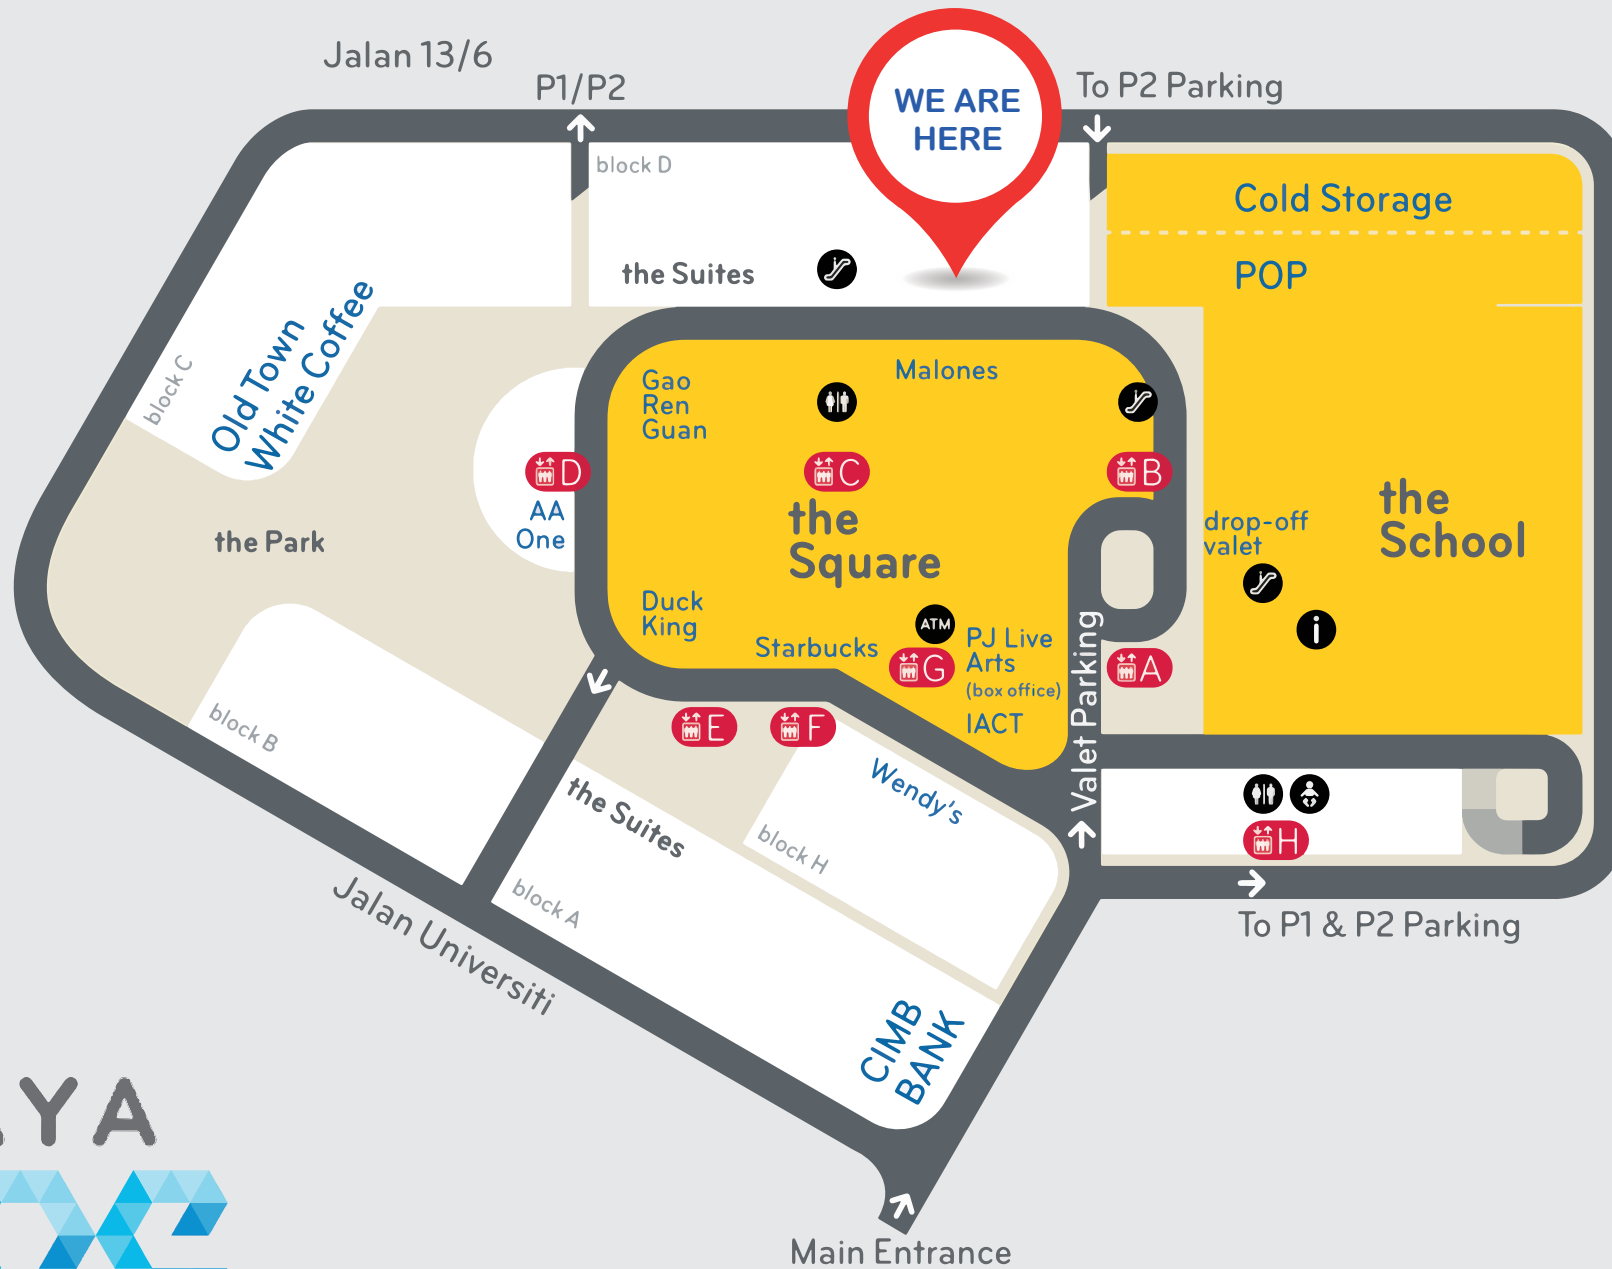 Jalan 13/6
P1/P2
WE ARE
HERE
To P2 Parking
block D
Cold Storage
POP
the Suites
block C
Old Town
White Coffee
Gao
Ren
Guan
Malones
D
C
B
AA
One
the
Square
drop-off
valet
the
School
the Park
Duck
King
Starbucks
ATM
G
PJ Live
Arts
(box office)
IACT
Valet Parking
A
i
E
F
block B
the Suites
Wendy's
block H
block A
H
To P1 & P2 Parking
Jalan Universiti
CIMB
BANK
YA
Main Entrance